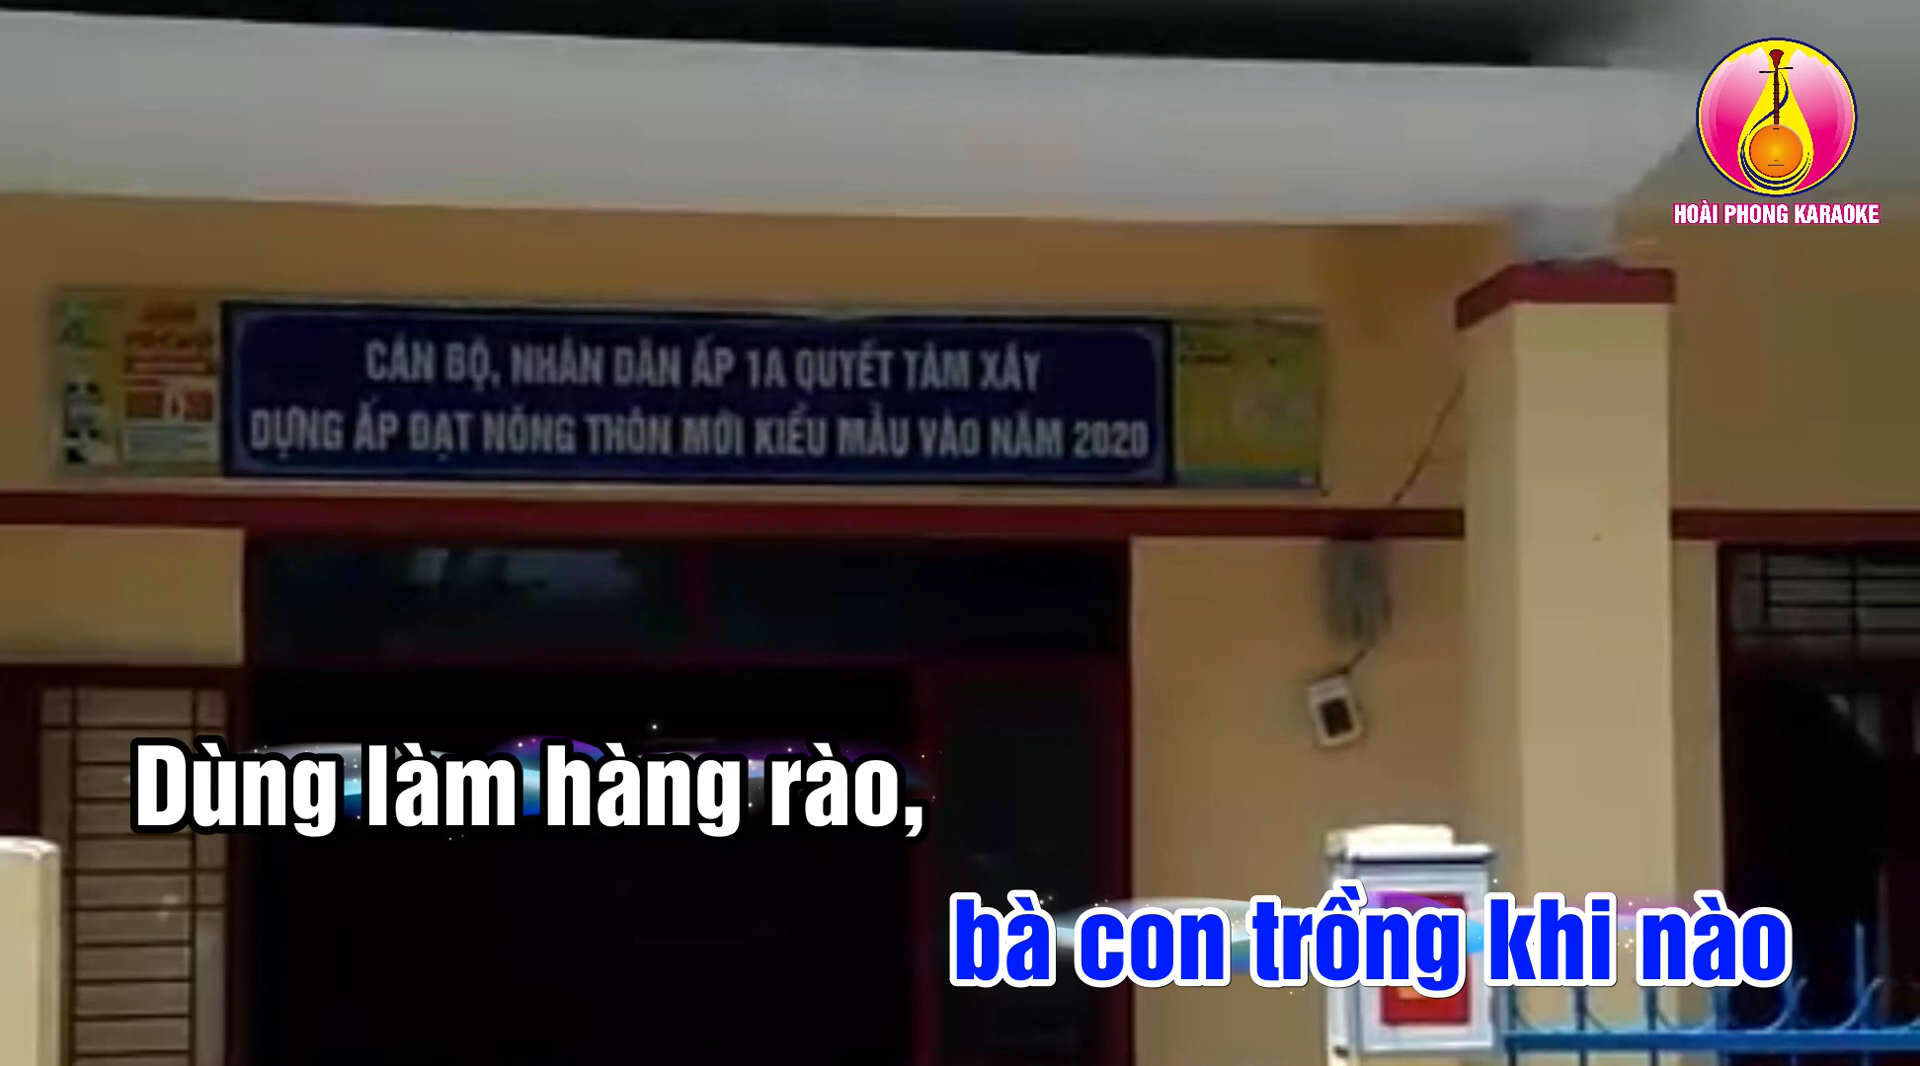 HOÀI PHONG KARAOKE
CÁN BỘ, NHÂN DÂN ẤP 1A QUYẾT TÂM XÂY
DỰNG ẤP ĐẠT NÔNG THÔN MỚI KIỂU MẪU VÀO NĂM 2020
Dùng làm hàng rào,
bà con trồng khi nào